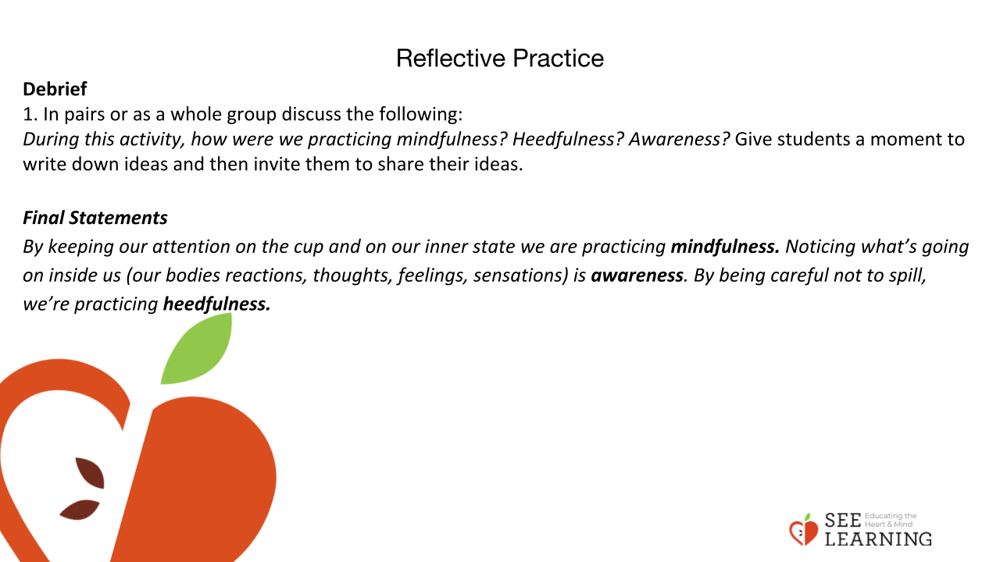 Reflective Practice
Debrief
1. In pairs or as a whole group discuss the following:
During this activity, how were we practicing mindfulness? Heedfulness? Awareness? Give students a moment to
write down ideas and then invite them to share their ideas.
Final Statements
By keeping our attention on the cup and on our inner state we are practicing mindfulness. Noticing what’s going
on inside us (our bodies reactions, thoughts, feelings, sensations) is awareness. By being careful not to spill,
we’re practicing heedfulness.
SEE Educating the
Heart & Mind
LEARNING